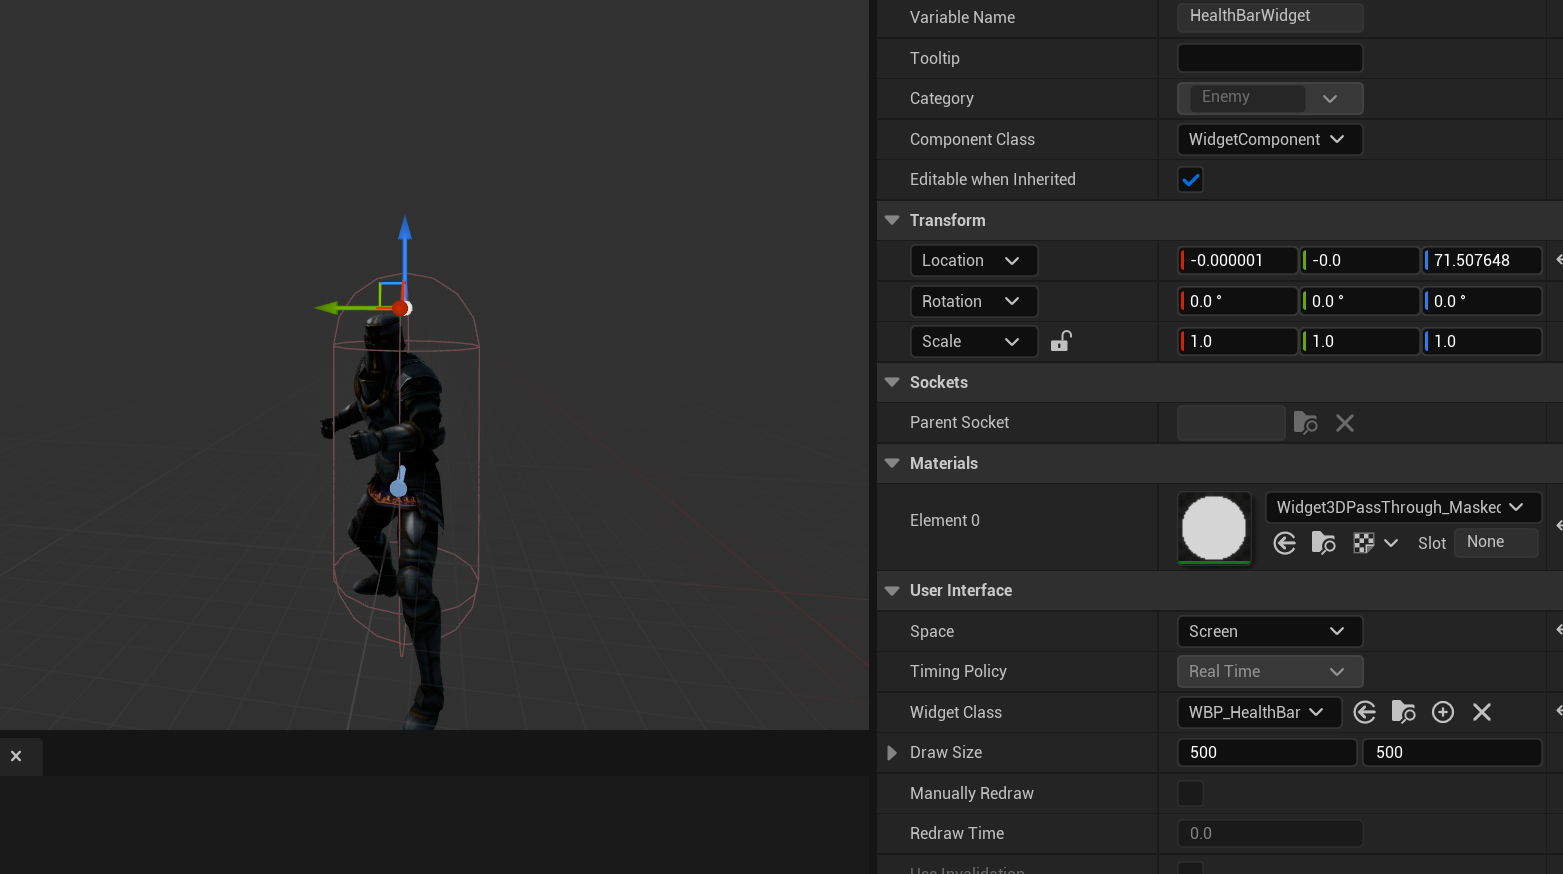 Variable Name HealthBarWidget
Tooltip
Category Enemy
Component Class WidgetComponent
Editable when Inherited
Transform
Location -0.000001 -0.0 71.507648
Rotation 0.0 ° 0.0 ° 0.0 °
Scale 1.0 1.0 1.0
Sockets
Parent Socket
Materials
Widget3DPassThrough_Masked
Element 0
Slot None
User Interface
Space Screen
Timing Policy Real Time
Widget Class WBP_HealthBar
Draw Size 500 500
Manually Redraw
Redraw Time 0.0
Use Invalidation